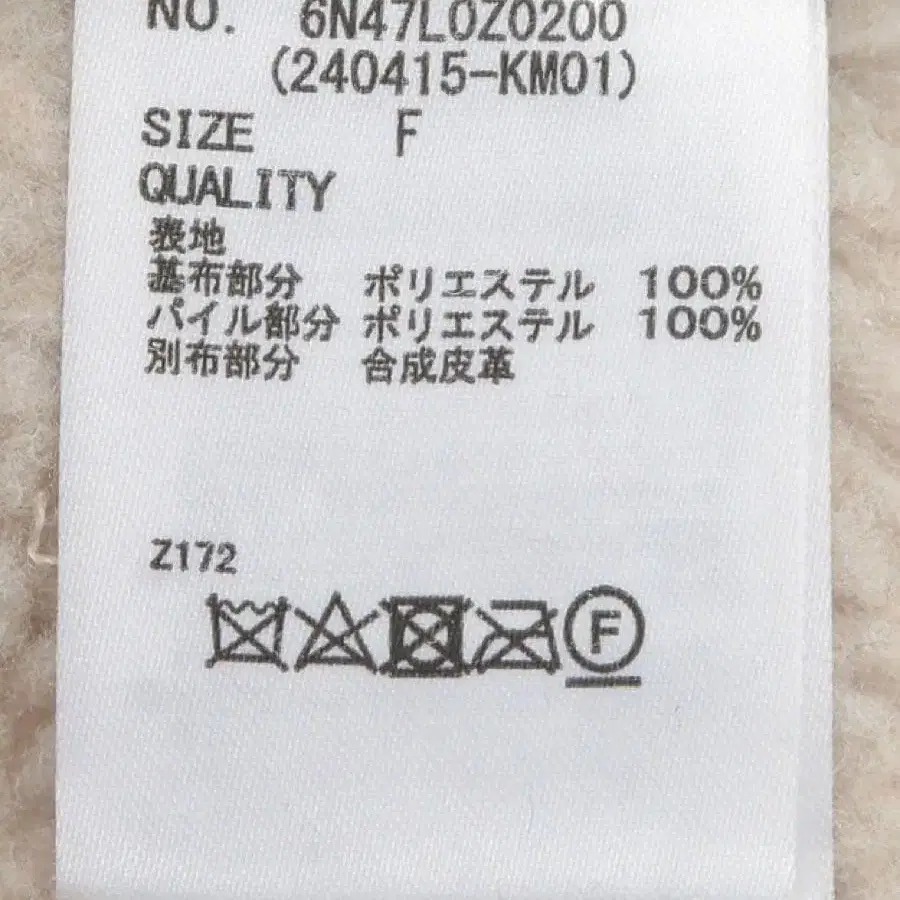 NO. 6N47L0Z0200
(240415-KM01)
SIZE F
QUALITY
表地
基布部分 ポリエステル 100%
パイル部分 ポリエステル 100%
別布部分 合成皮革
Z172
F